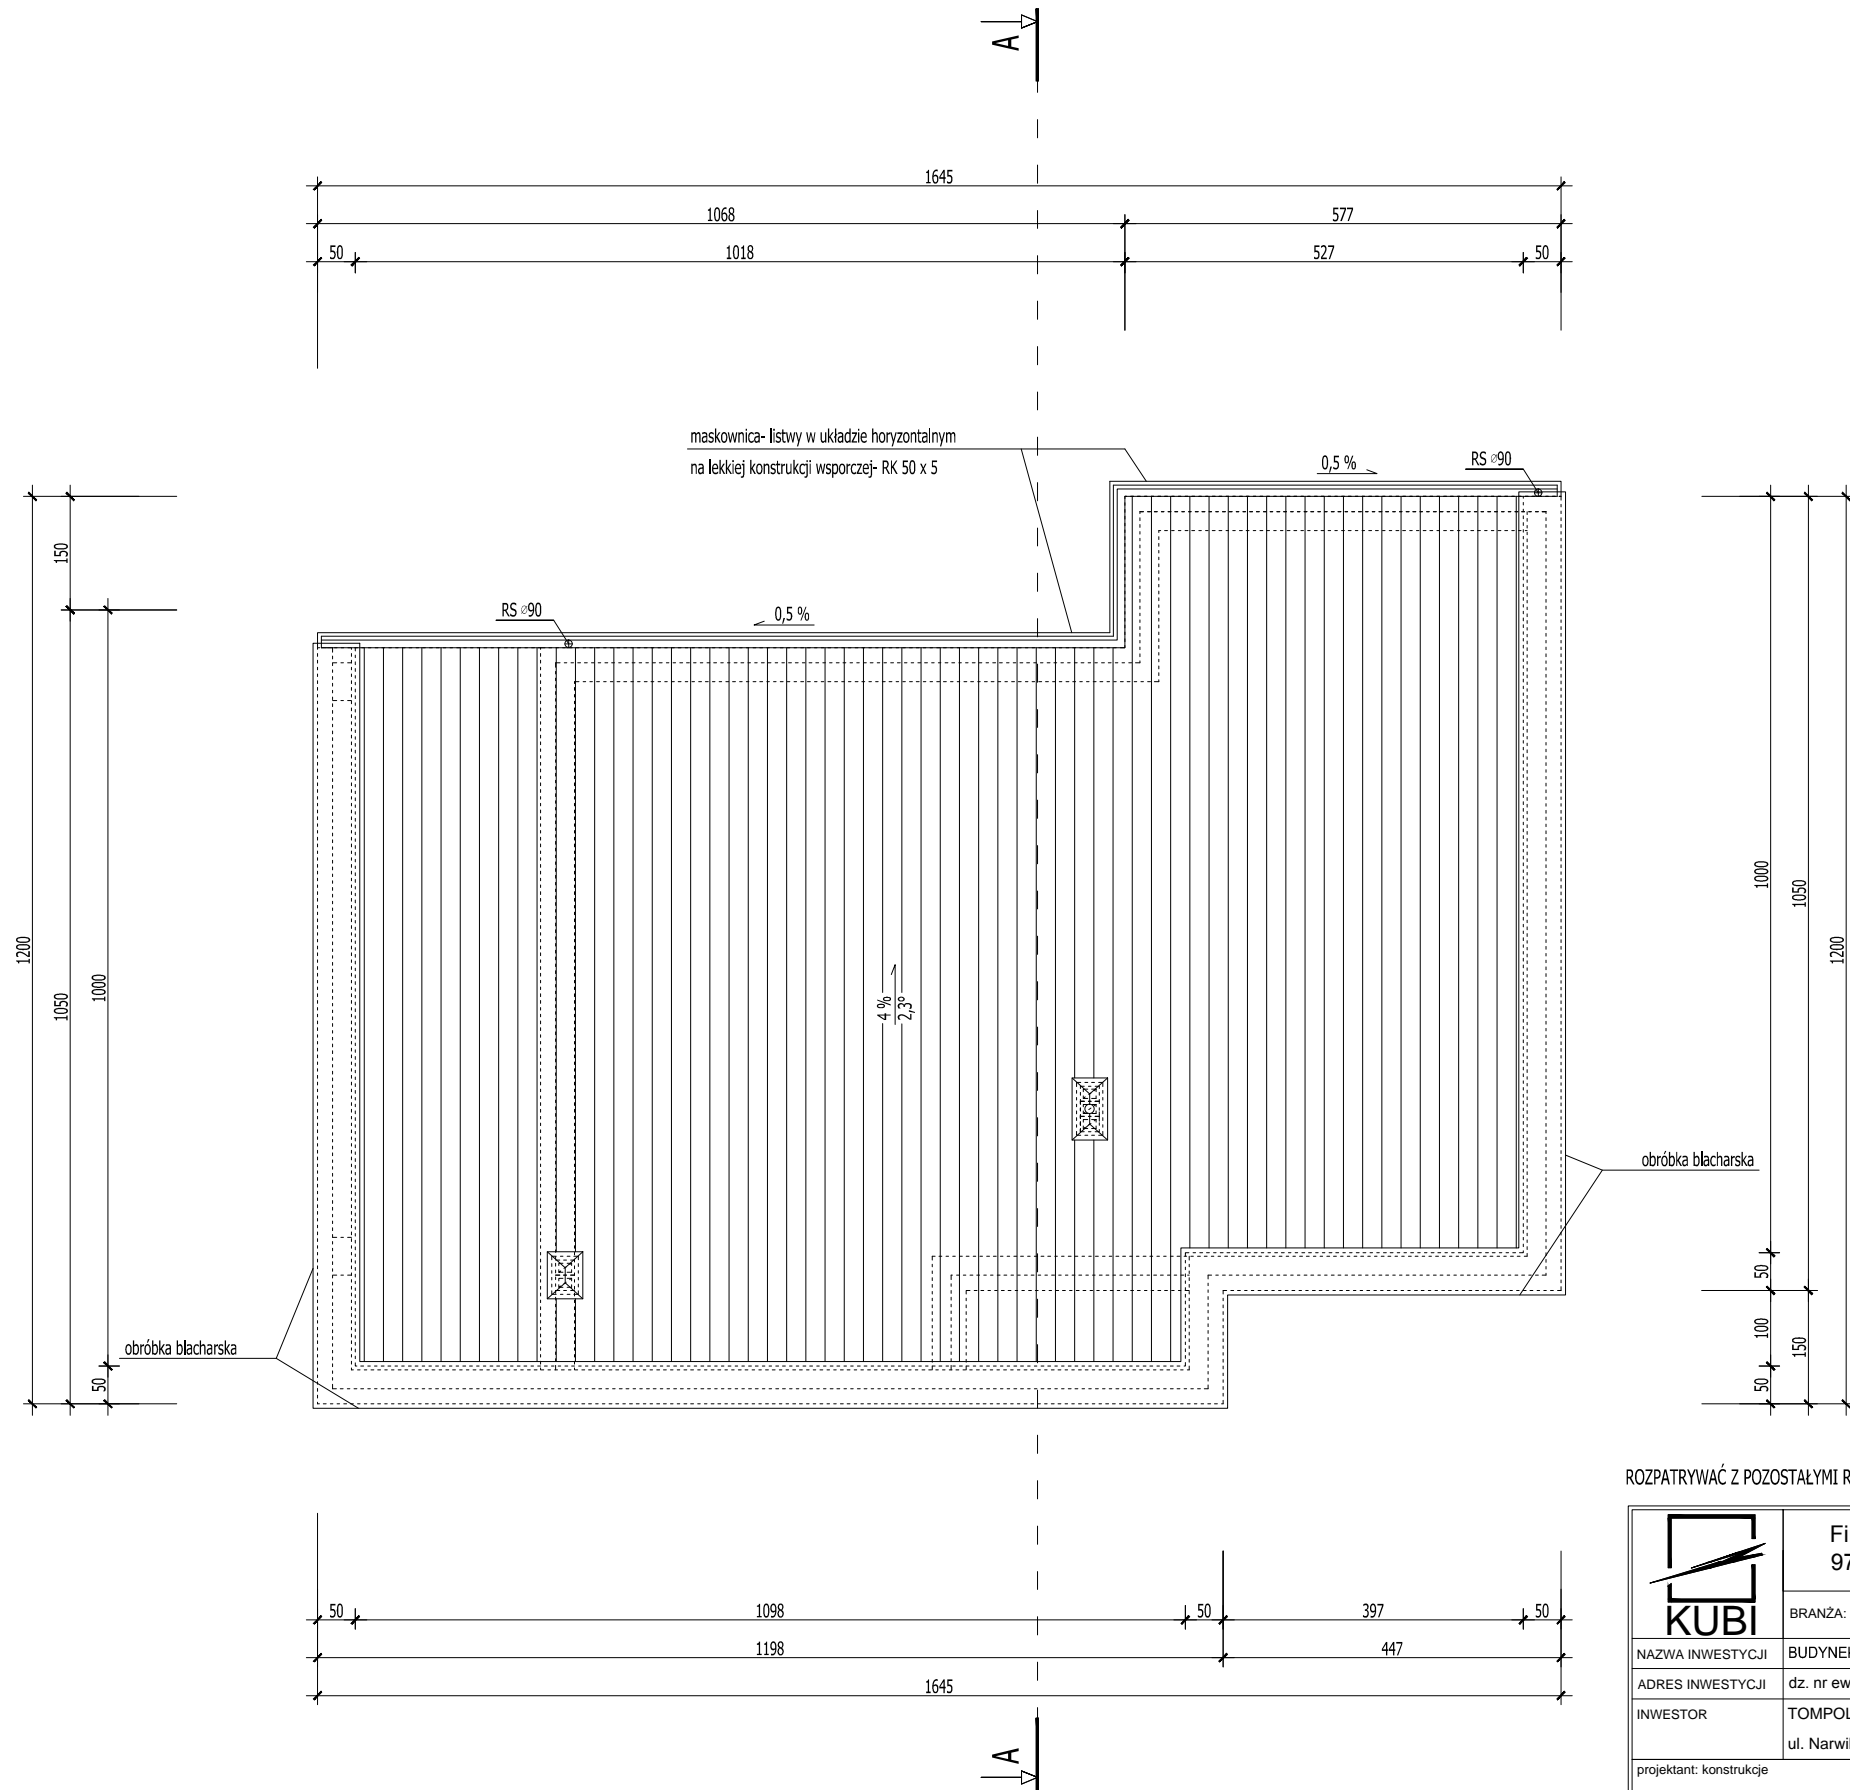 A
1645
1068 577
50 1018 527 50
maskownica- listwy w układzie horyzontalnym
na lekkiej konstrukcji wsporczej- RK 50 x 5
0,5 %
RS ⌀90
RS ⌀90
0,5 %
150
1200
1050
1000
50
4 %
2,3°
1000
1050
1200
50
100
150
50
obróbka blacharska
obróbka blacharska
50 1098 50 397 50
1198 447
1645
A
ROZPATRYWAĆ Z POZOSTAŁYMI R
KUBI
Fi
97
BRANŻA:
NAZWA INWESTYCJI BUDYNE
ADRES INWESTYCJI dz. nr ew
INWESTOR TOMPOL
ul. Narwi
projektant: konstrukcje